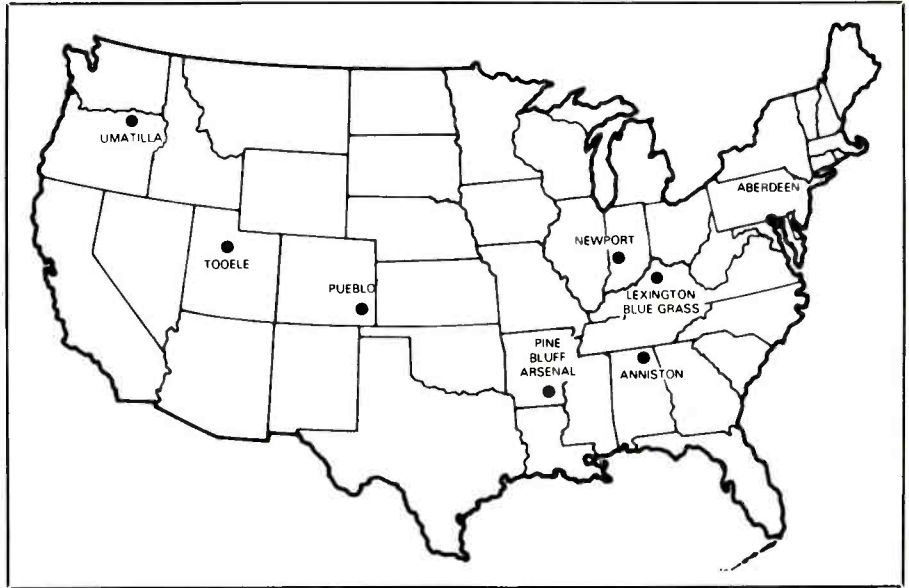 UMATILLA
ABERDEEN
NEWPORT
TOOELE
PUEBLO
LEXINGTON
BLUE GRASS
PINE
BLUFF
ARSENAL
ANNISTON